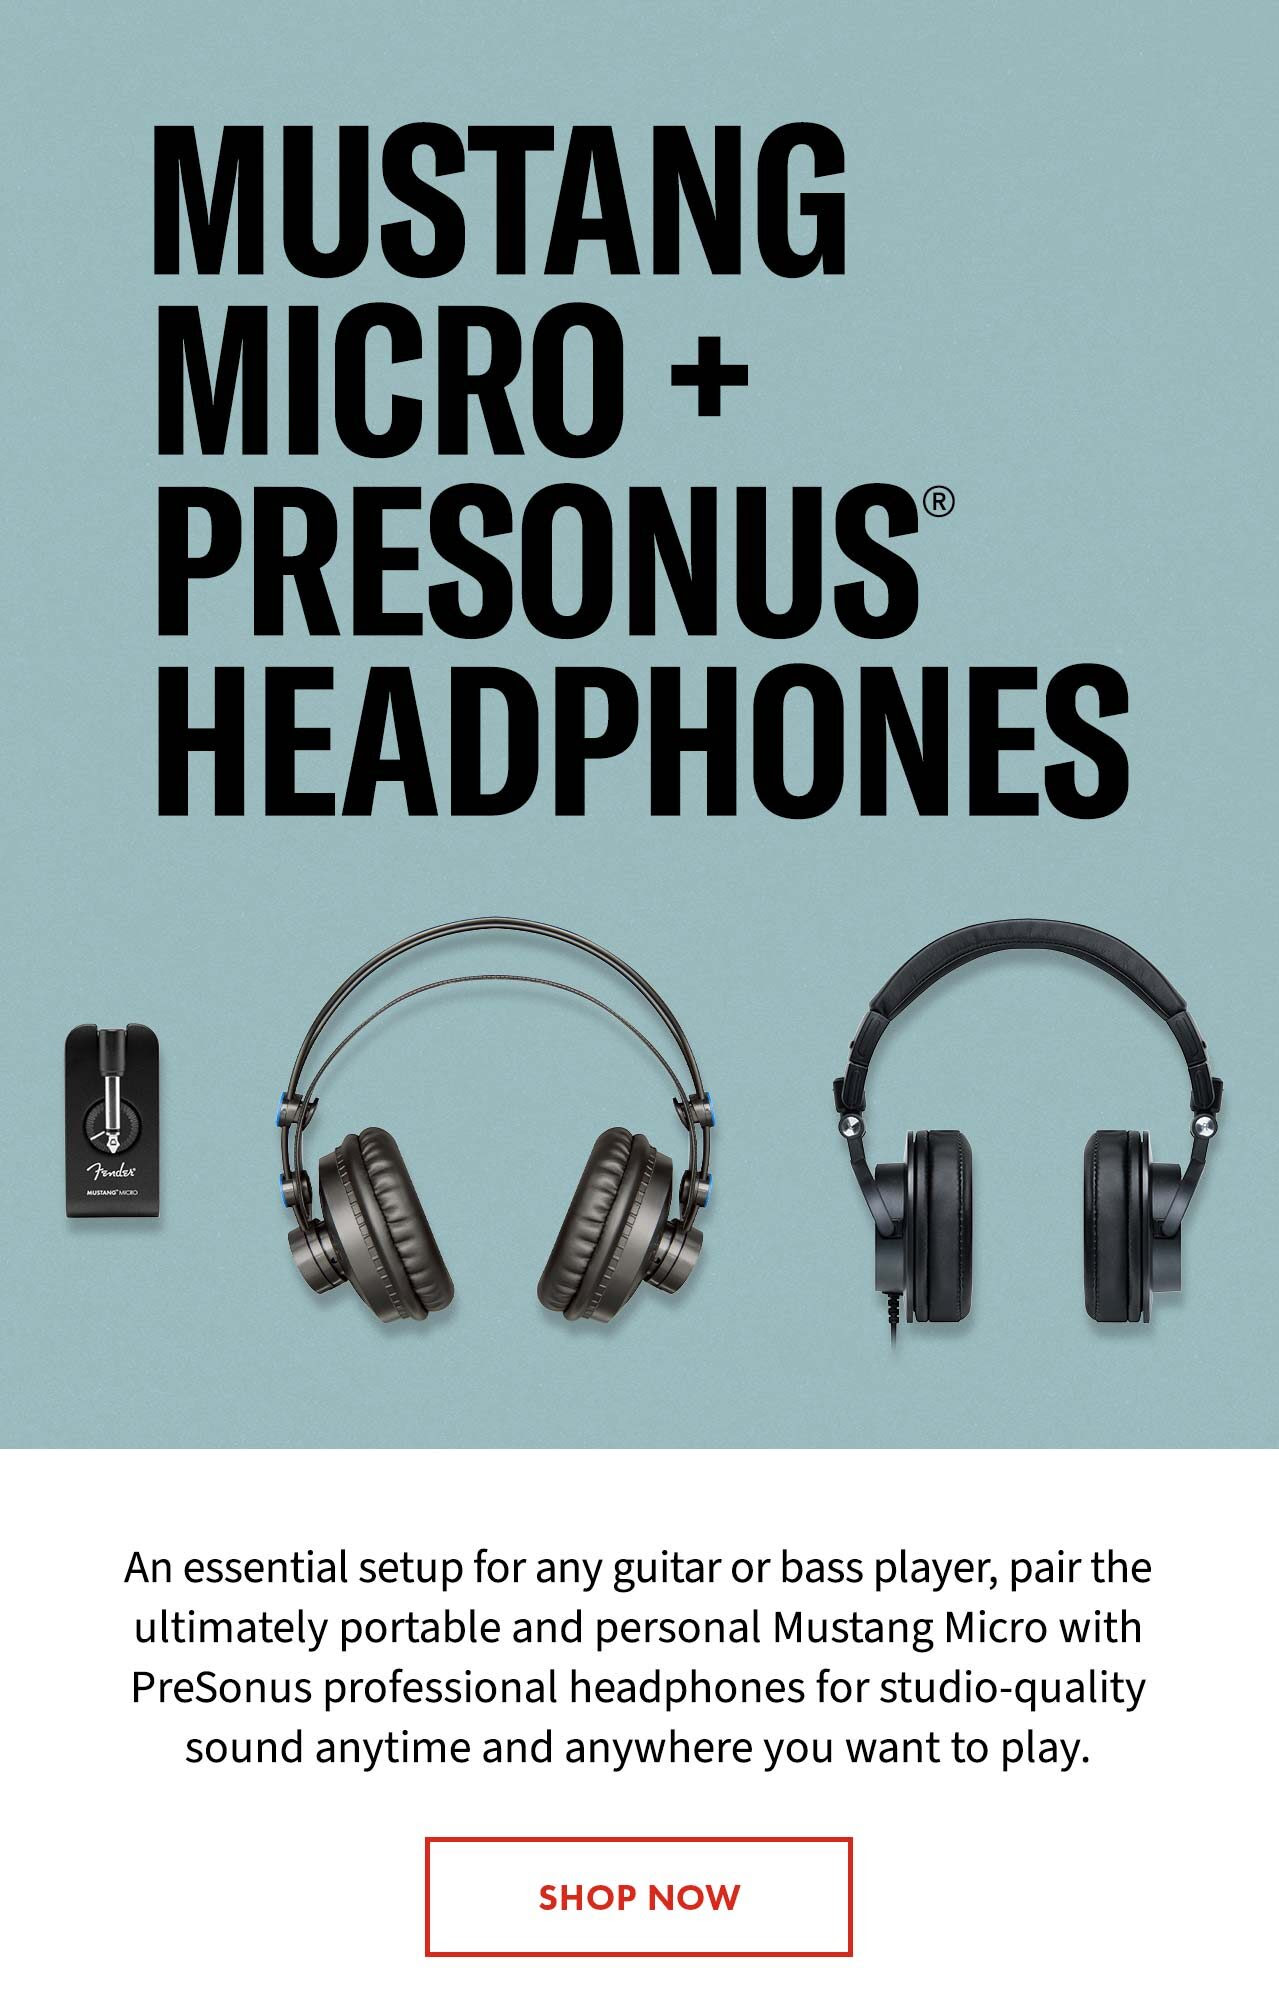 MUSTANG
MICRO +
PRESONUS®
HEADPHONES
Fender
MUSTANG™ MICRO
An essential setup for any guitar or bass player, pair the
ultimately portable and personal Mustang Micro with
PreSonus professional headphones for studio-quality
sound anytime and anywhere you want to play.
SHOP NOW